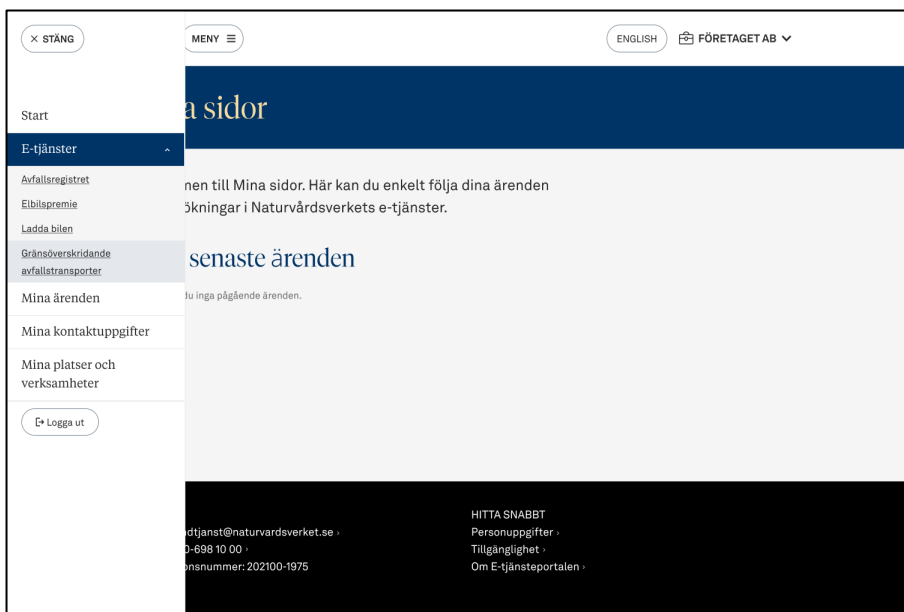 STÄNG
MENY
ENGLISH
FÖRETAGET AB
Start
E-tjänster
Avfallsregistret
Elbilspremie
Ladda bilen
Gränsöverskridande
avfallstransporter
Mina ärenden
Mina kontaktuppgifter
Mina platser och
verksamheter
Logga ut
a sidor
men till Mina sidor. Här kan du enkelt följa dina ärenden
ökningar i Naturvårdsverkets e-tjänster.
senaste ärenden
du inga pågående ärenden.
dtjanst@naturvardsverket.se ›
0-698 10 00 ›
onsnummer: 202100-1975
HITTA SNABBT
Personuppgifter ›
Tillgänglighet ›
Om E-tjänsteportalen ›